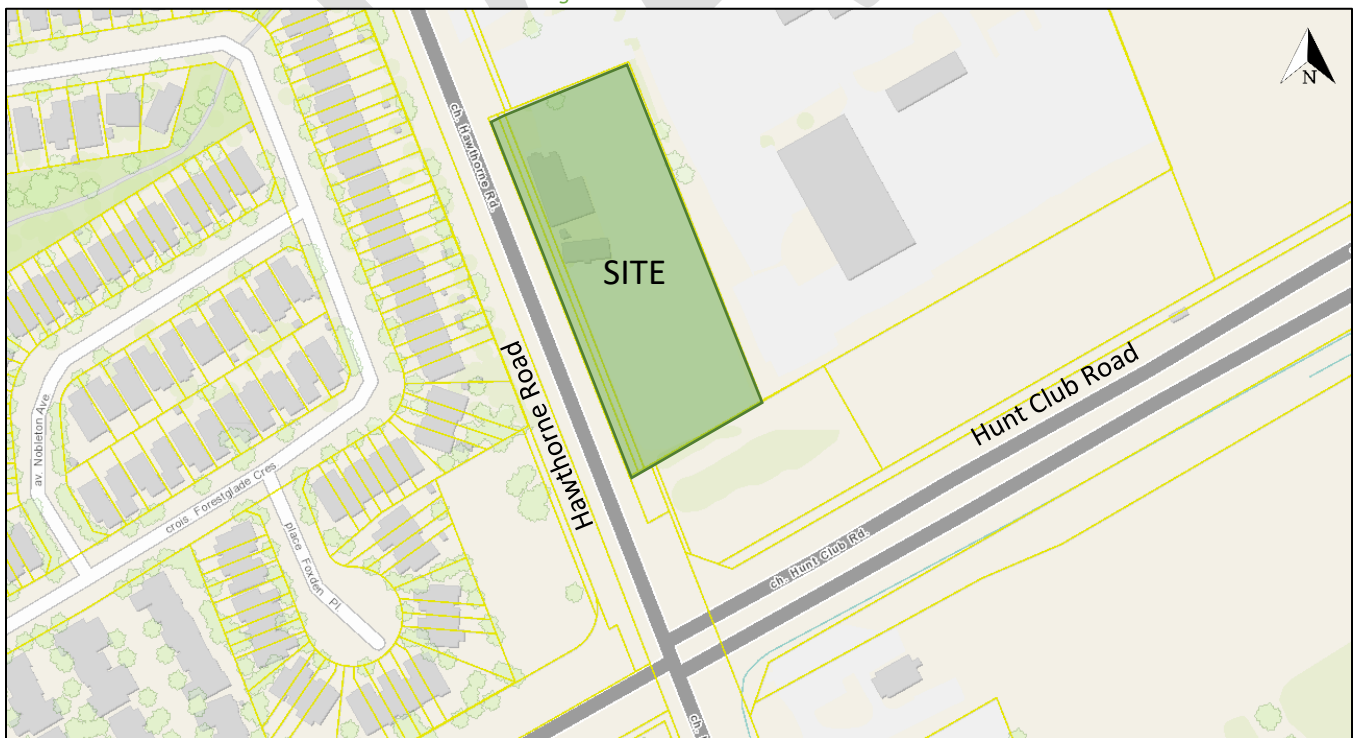 N
ch. Hawthorne Rd.
SITE
Hawthorne Road
Hunt Club Road
av. Nobleton Ave
crois Forestglade Cres
place Foxden Pl
ch. Hunt Club Rd.